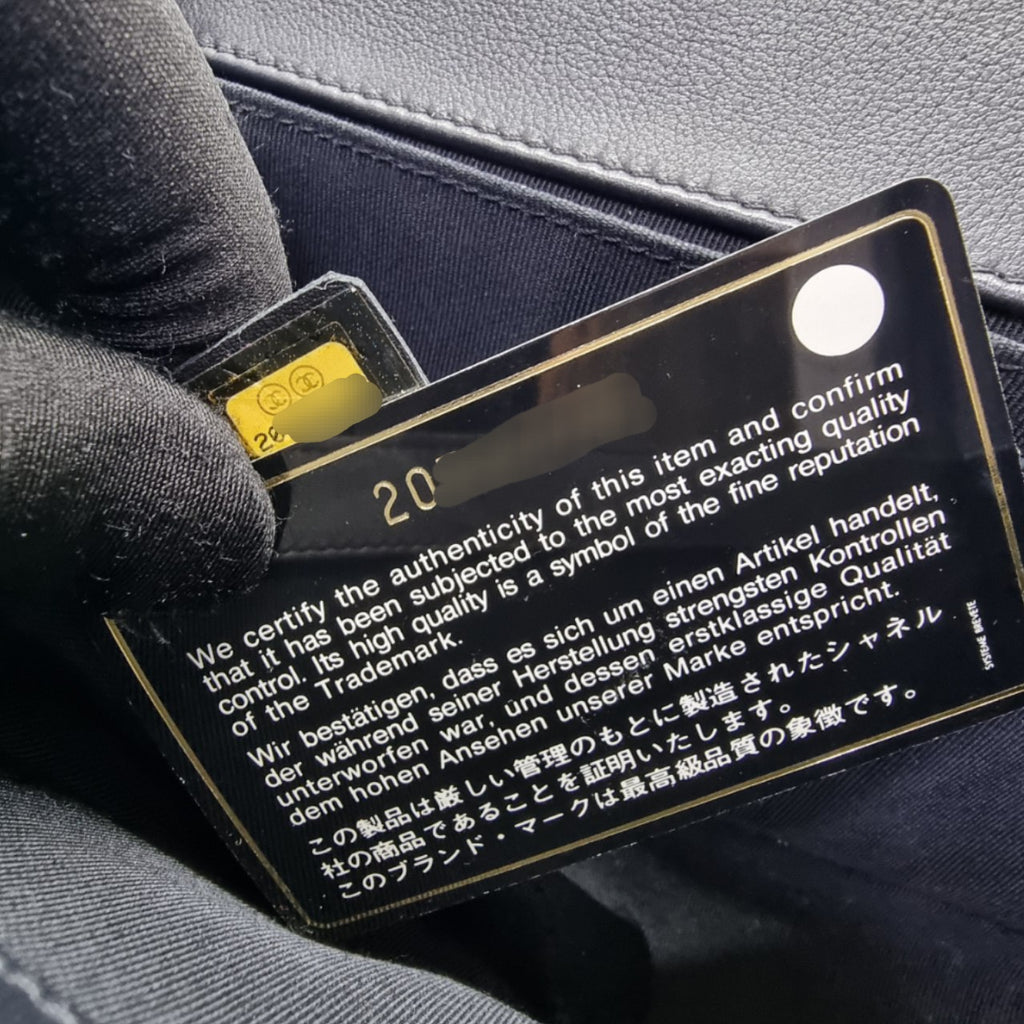 20
20
We certify the authenticity of this item and confirm
that it has been subjected to the most exacting quality
control. Its high quality is a symbol of the fine reputation
of the Trademark.
Wir bestätigen, dass es sich um einen Artikel handelt,
der während seiner Herstellung strengsten Kontrollen
unterworfen war, und dessen erstklassige Qualität
dem hohen Ansehen unserer Marke entspricht.
この製品は厳しい管理のもとに製造されたシャネル
社の商品であることを証明いたします。
このブランド・マークは最高級品質の象徴です。